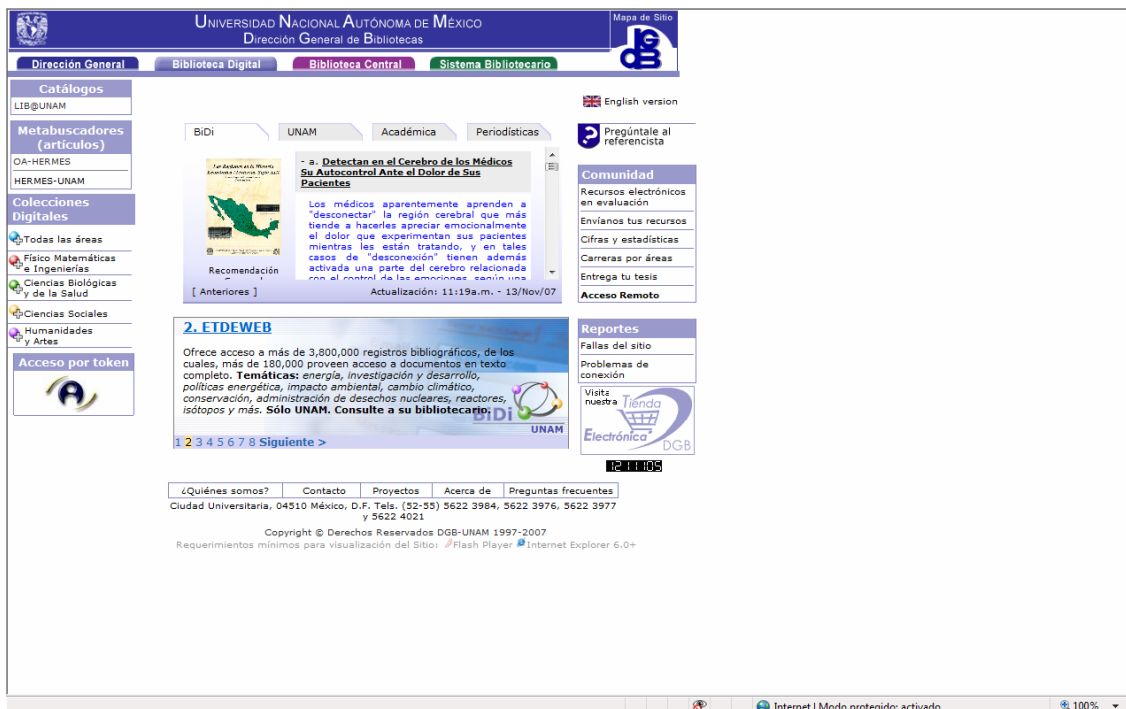 UNIVERSIDAD NACIONAL AUTÓNOMA DE MÉXICO
Dirección General de Bibliotecas
Mapa de Sitio
Dirección General
Biblioteca Digital
Biblioteca Central
Sistema Bibliotecario
Catálogos
LIB@UNAM
Metabuscadores
(artículos)
OA-HERMES
HERMES-UNAM
Colecciones
Digitales
Todas las áreas
Físico Matemáticas
e Ingenierías
Ciencias Biológicas
y de la Salud
Ciencias Sociales
Humanidades
y Artes
Acceso por token
BiDi
UNAM
Académica
Periodísticas
Recomendación
- a. Detectan en el Cerebro de los Médicos
Su Autocontrol Ante el Dolor de Sus
Pacientes
Los médicos aparentemente aprenden a
"desconectar" la región cerebral que más
tiende a hacerles apreciar emocionalmente
el dolor que experimentan sus pacientes
mientras les están tratando, y en tales
casos de "desconexión" tienen además
activada una parte del cerebro relacionada
con el control de las emociones, según una
[ Anteriores ]
Actualización: 11:19a.m. - 13/Nov/07
2. ETDEWEB
Ofrece acceso a más de 3,800,000 registros bibliográficos, de los
cuales, más de 180,000 proveen acceso a documentos en texto
completo. Temáticas: energía, investigación y desarrollo,
políticas energética, impacto ambiental, cambio climático,
conservación, administración de desechos nucleares, reactores,
isótopos y más. Sólo UNAM. Consulte a su bibliotecario.
BiDi
UNAM
1 2 3 4 5 6 7 8 Siguiente >
English version
Pregúntale al
referencista
Comunidad
Recursos electrónicos
en evaluación
Envíanos tus recursos
Cifras y estadísticas
Carreras por áreas
Entrega tu tesis
Acceso Remoto
Reportes
Fallas del sitio
Problemas de
conexión
Visita
nuestra Tienda
Electrónica
DGB
1211105
¿Quiénes somos?
Contacto
Proyectos
Acerca de
Preguntas frecuentes
Ciudad Universitaria, 04510 México, D.F. Tels. (52-55) 5622 3984, 5622 3976, 5622 3977
y 5622 4021
Copyright © Derechos Reservados DGB-UNAM 1997-2007
Requerimientos mínimos para visualización del Sitio: Flash Player Internet Explorer 6.0+
Internet | Modo protegido: activado
100%